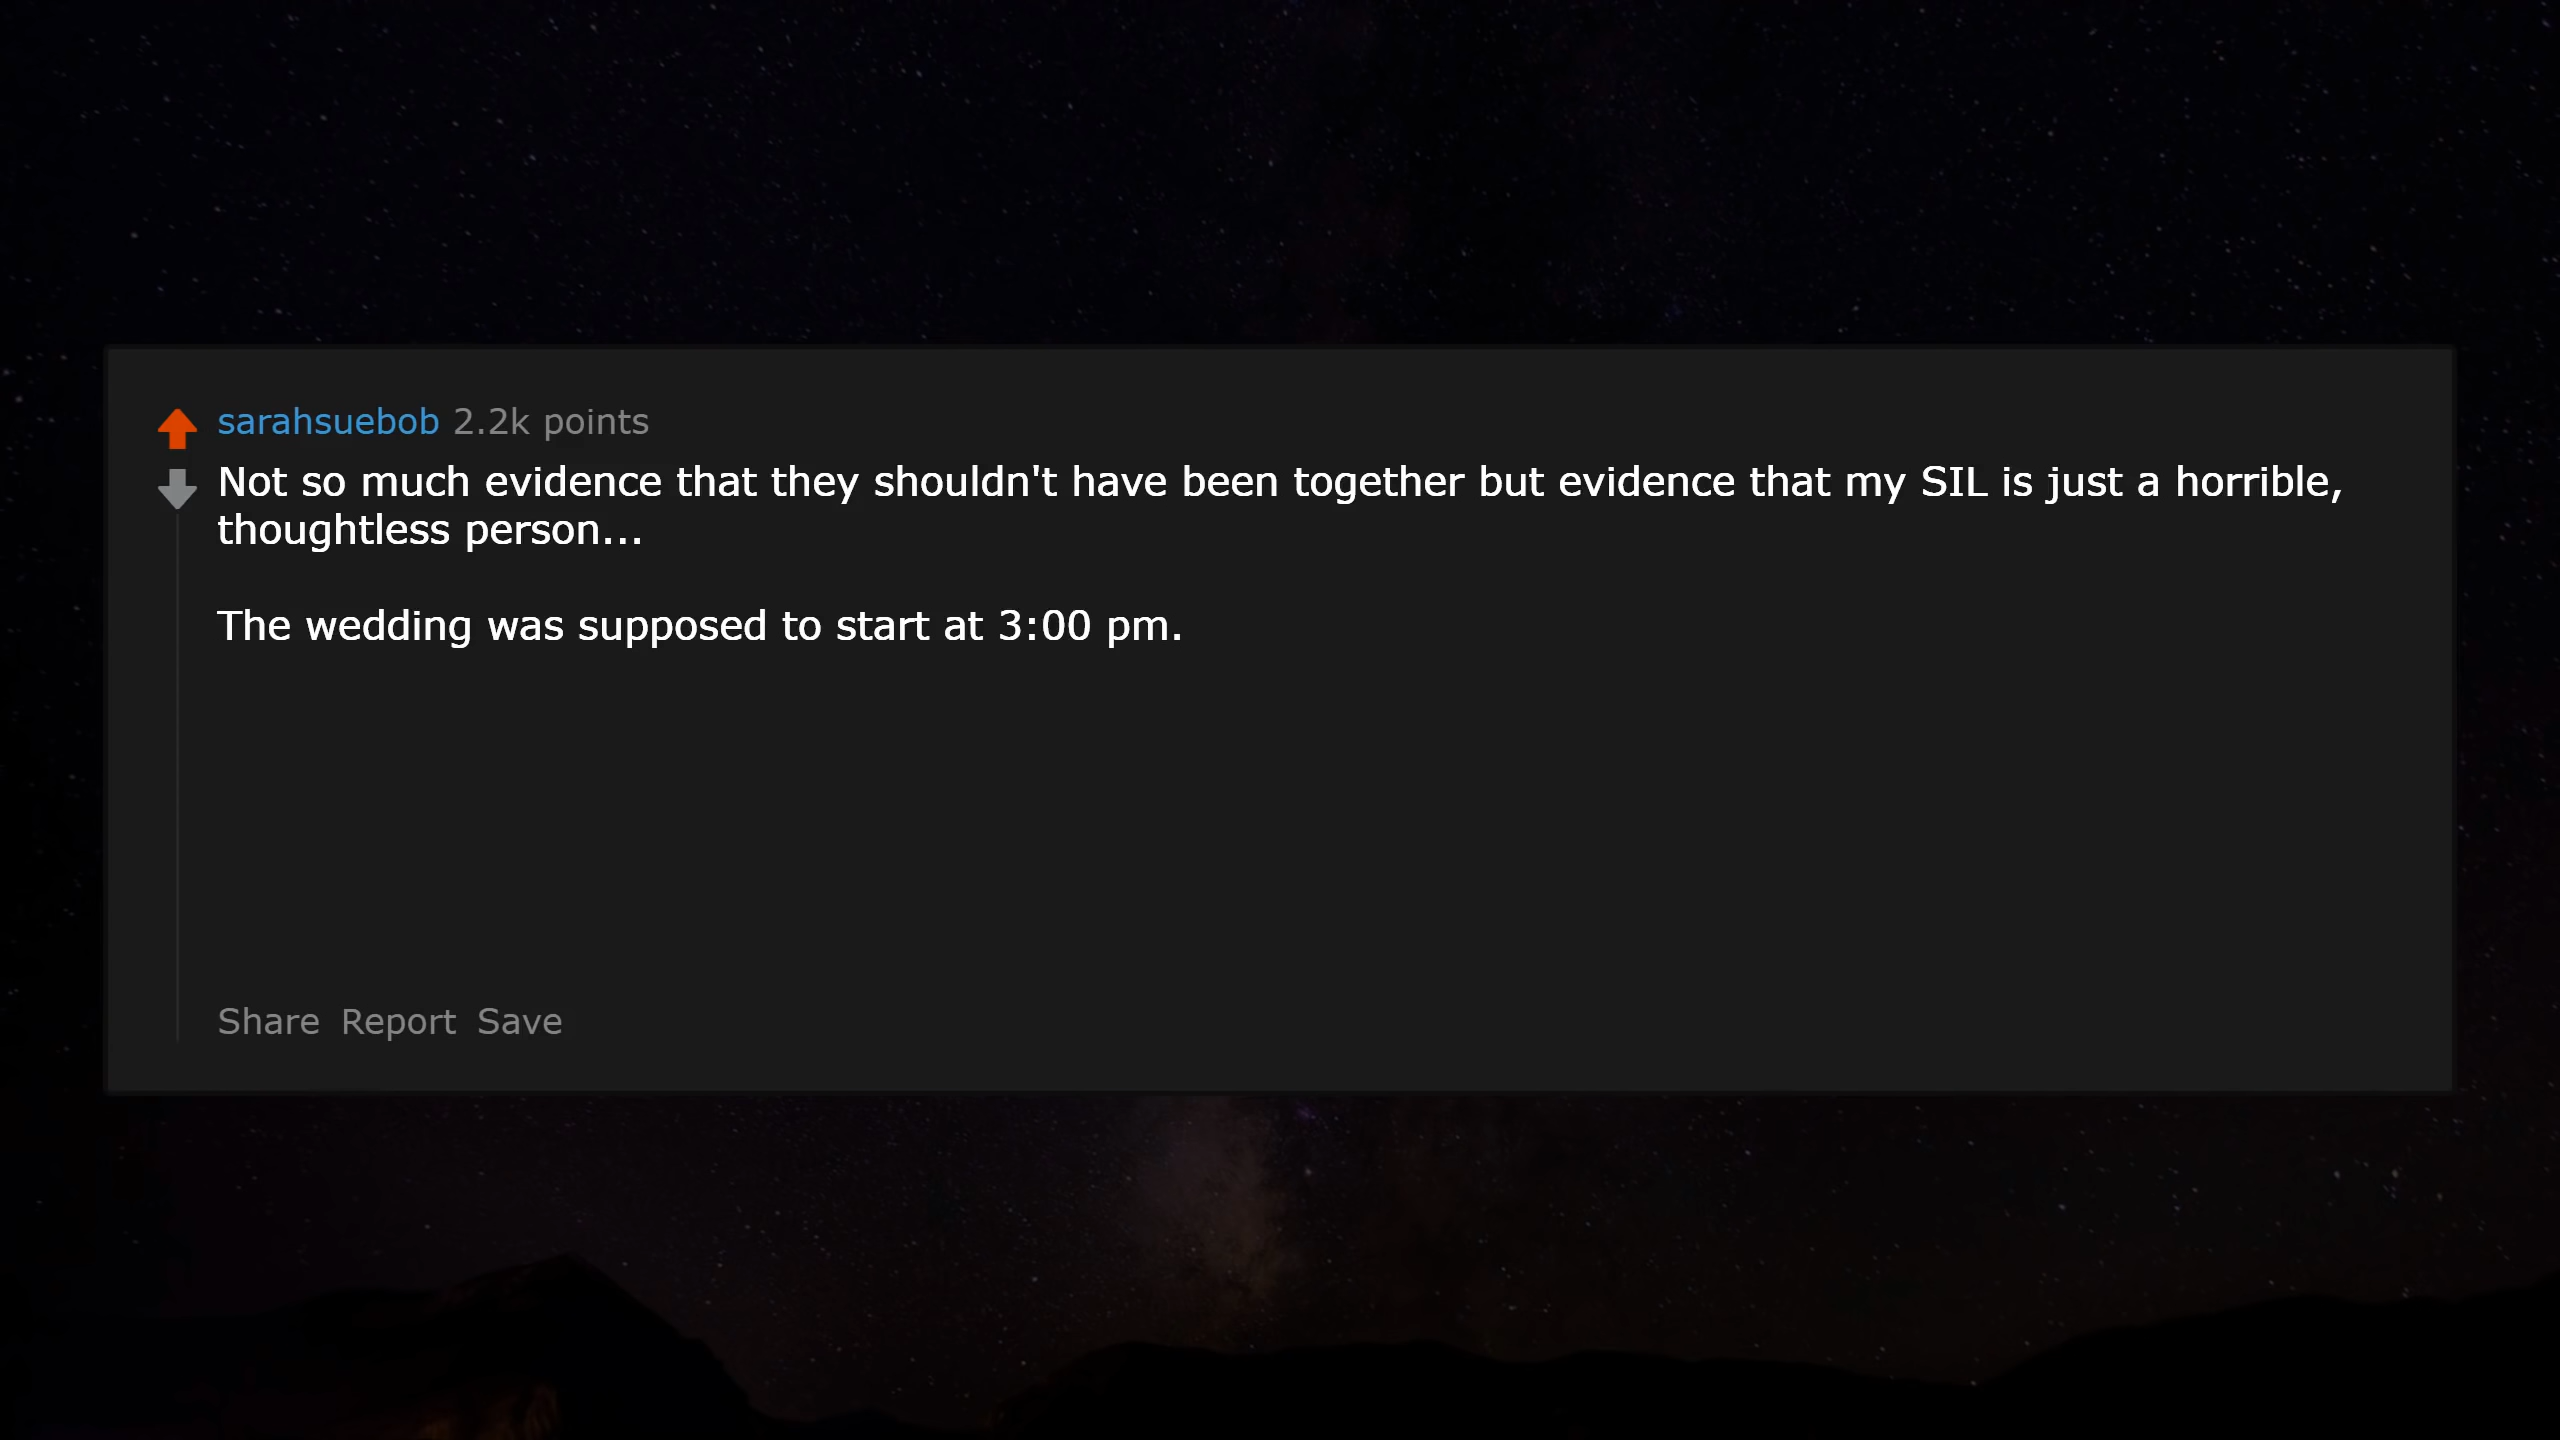 sarahsuebob 2.2k points
Not so much evidence that they shouldn't have been together but evidence that my SIL is just a horrible,
thoughtless person...
The wedding was supposed to start at 3:00 pm.
Share Report Save